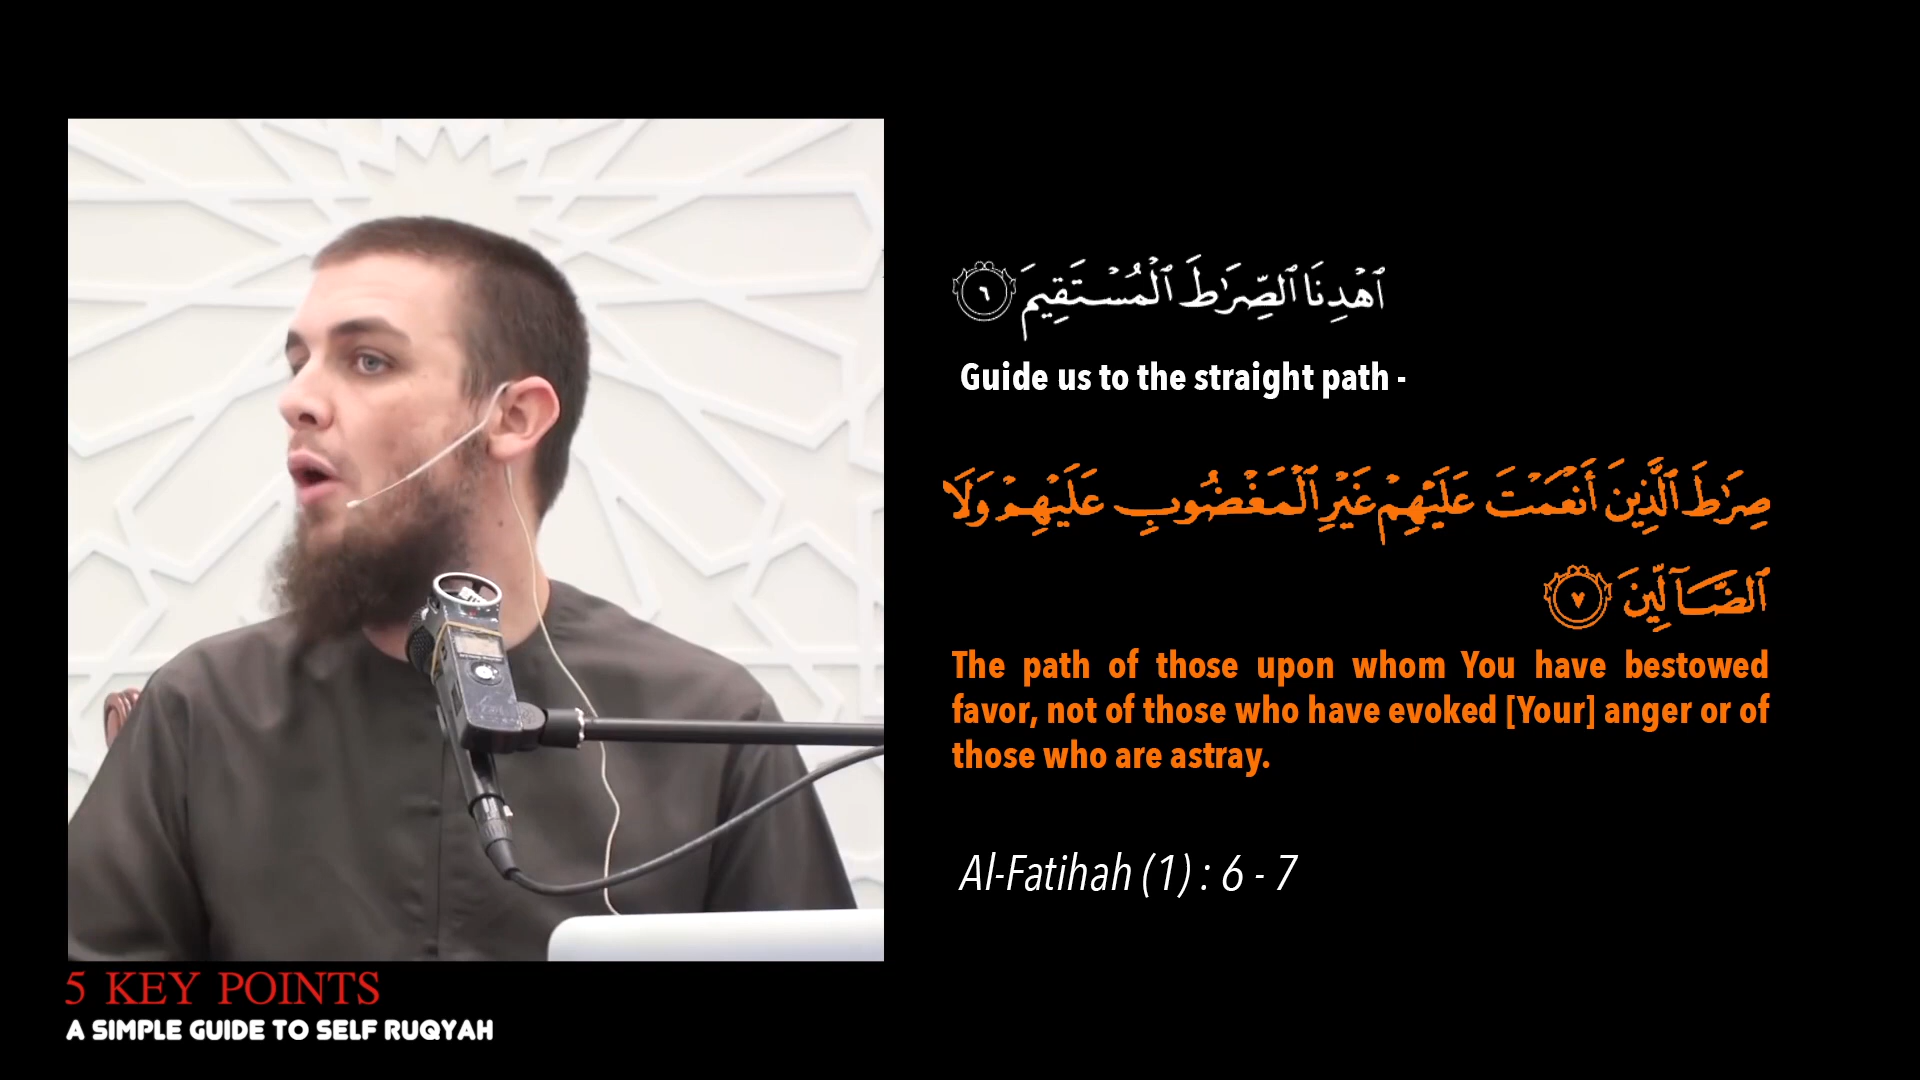 ٱهۡدِنَا ٱلصِّرَٰطَ ٱلۡمُسۡتَقِيمَ ٦
Guide us to the straight path -
صِرَٰطَ ٱلَّذِينَ أَنۡعَمۡتَ عَلَيۡهِمۡ غَيۡرِ ٱلۡمَغۡضُوبِ عَلَيۡهِمۡ وَلَا
ٱلضَّآلِّينَ ٧
The path of those upon whom You have bestowed
favor, not of those who have evoked [Your] anger or of
those who are astray.
Al-Fatihah (1) : 6 - 7
5 KEY POINTS
A SIMPLE GUIDE TO SELF RUQYAH